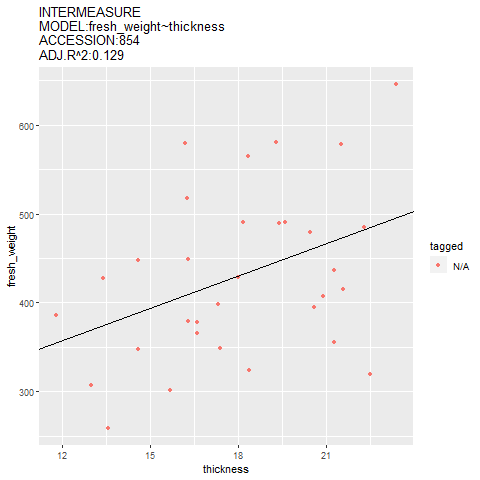 INTERMEASURE
MODEL:fresh_weight~thickness
ACCESSION:854
ADJ.R^2:0.129
600
500
400
300
fresh_weight
12 15 18 21
thickness
tagged
N/A